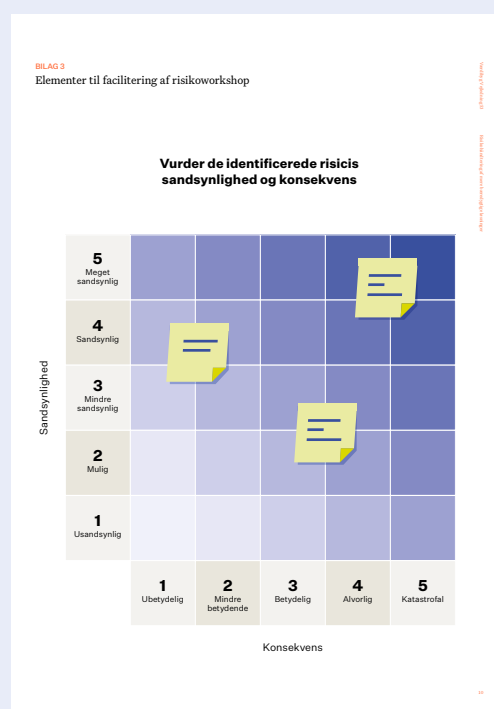 BILAG 3
Elementer til facilitering af risikoworkshop
Vurder de identificerede risicis
sandsynlighed og konsekvens
Sandsynlighed
5
Meget
sandsynlig
4
Sandsynlig
3
Mindre
sandsynlig
2
Mulig
1
Usandsynlig
1
Ubetydelig
2
Mindre
betydende
3
Betydelig
4
Alvorlig
5
Katastrofal
Konsekvens